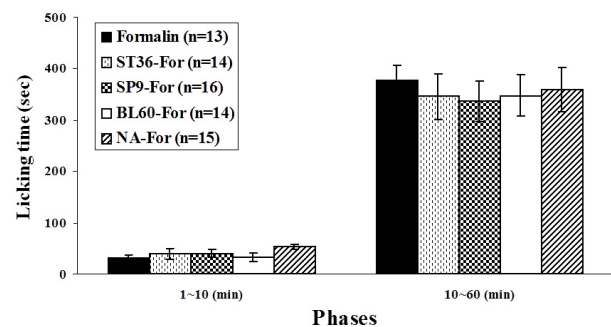 500
400
300
200
100
0
Licking time (sec)
Formalin (n=13)
ST36-For (n=14)
SP9-For (n=16)
BL60-For (n=14)
NA-For (n=15)
1~10 (min)
10~60 (min)
Phases